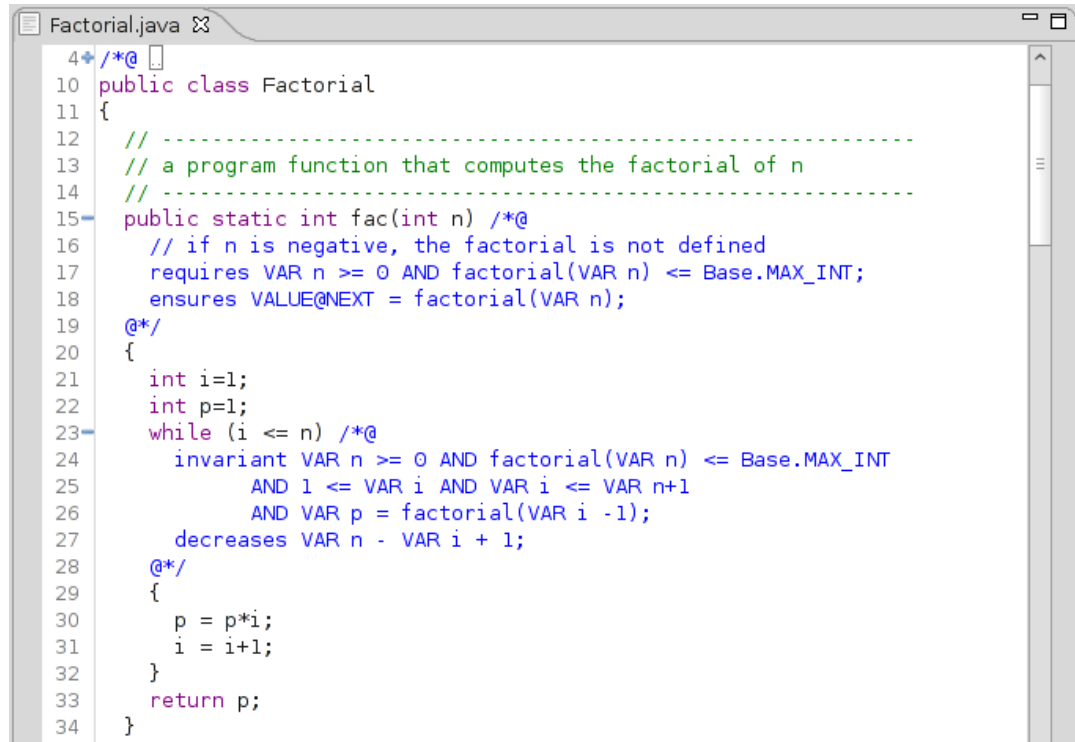 Factorial.java
4 /*@
10 public class Factorial
11 {
12 // ------------------------------------------------------------
13 // a program function that computes the factorial of n
14 // ------------------------------------------------------------
15 public static int fac(int n) /*@
16 // if n is negative, the factorial is not defined
17 requires VAR n >= 0 AND factorial(VAR n) <= Base.MAX_INT;
18 ensures VALUE@NEXT = factorial(VAR n);
19 @*/
20 {
21 int i=1;
22 int p=1;
23 while (i <= n) /*@
24 invariant VAR n >= 0 AND factorial(VAR n) <= Base.MAX_INT
25 AND 1 <= VAR i AND VAR i <= VAR n+1
26 AND VAR p = factorial(VAR i -1);
27 decreases VAR n - VAR i + 1;
28 @*/
29 {
30 p = p*i;
31 i = i+1;
32 }
33 return p;
34 }